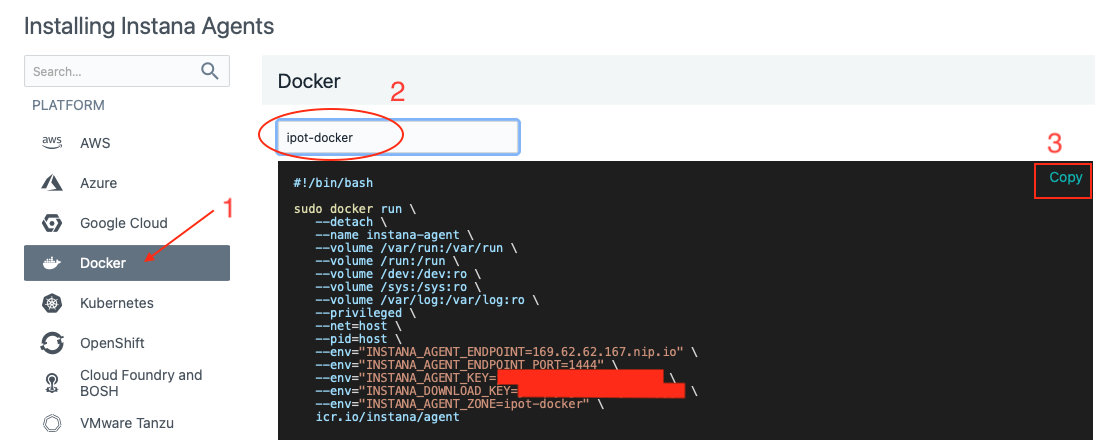 Installing Instana Agents
Search...
PLATFORM
aws AWS
Azure
Google Cloud
Docker
Kubernetes
OpenShift
Cloud Foundry and
BOSH
VMware Tanzu
1
Docker
2
ipot-docker
3
Copy
#!/bin/bash
sudo docker run \
--detach \
--name instana-agent \
--volume /var/run:/var/run \
--volume /run:/run \
--volume /dev:/dev:ro \
--volume /sys:/sys:ro \
--volume /var/log:/var/log:ro \
--privileged \
--net=host \
--pid=host \
--env="INSTANA_AGENT_ENDPOINT=169.62.62.167.nip.io" \
--env="INSTANA_AGENT_ENDPOINT_PORT=1444" \
--env="INSTANA_AGENT_KEY= \
--env="INSTANA_DOWNLOAD_KEY= \
--env="INSTANA_AGENT_ZONE=ipot-docker" \
icr.io/instana/agent